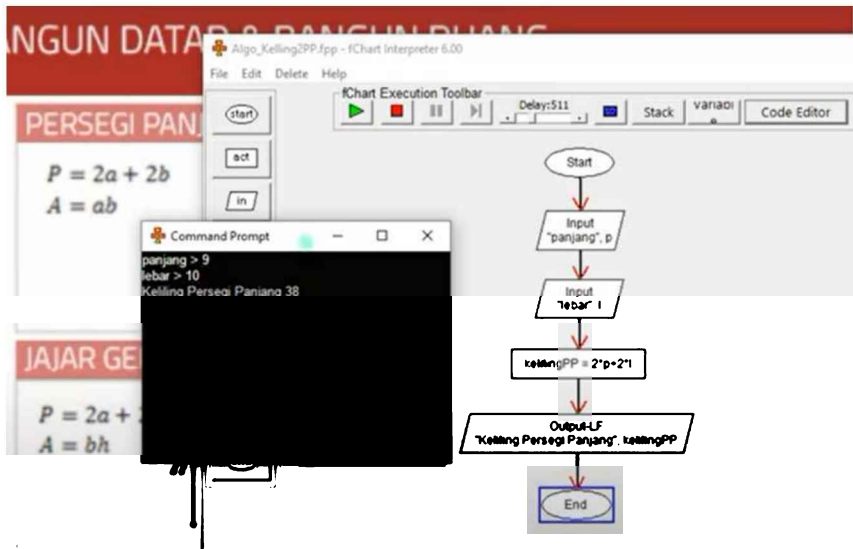 NGUN DATAR & BANGUN RUANG
Algo_Kelling2PP.fpp - fChart Interpreter 6.00
File Edit Delete Help
fChart Execution Toolbar
Delay:511
Stack
Code Editor
start
act
in
PERSEGI PANJ
P = 2a + 2b
A = ab
Command Prompt
panjang > 9
lebar > 10
Keliling Persegi Panjang 38
JAJAR GE
P = 2a +
A = bh
Start
Input
"panjang", p
Input
"lebar" l
kelilingPP = 2*p+2*l
Output-LF
"Keliling Persegi Panjang", kelilingPP
End